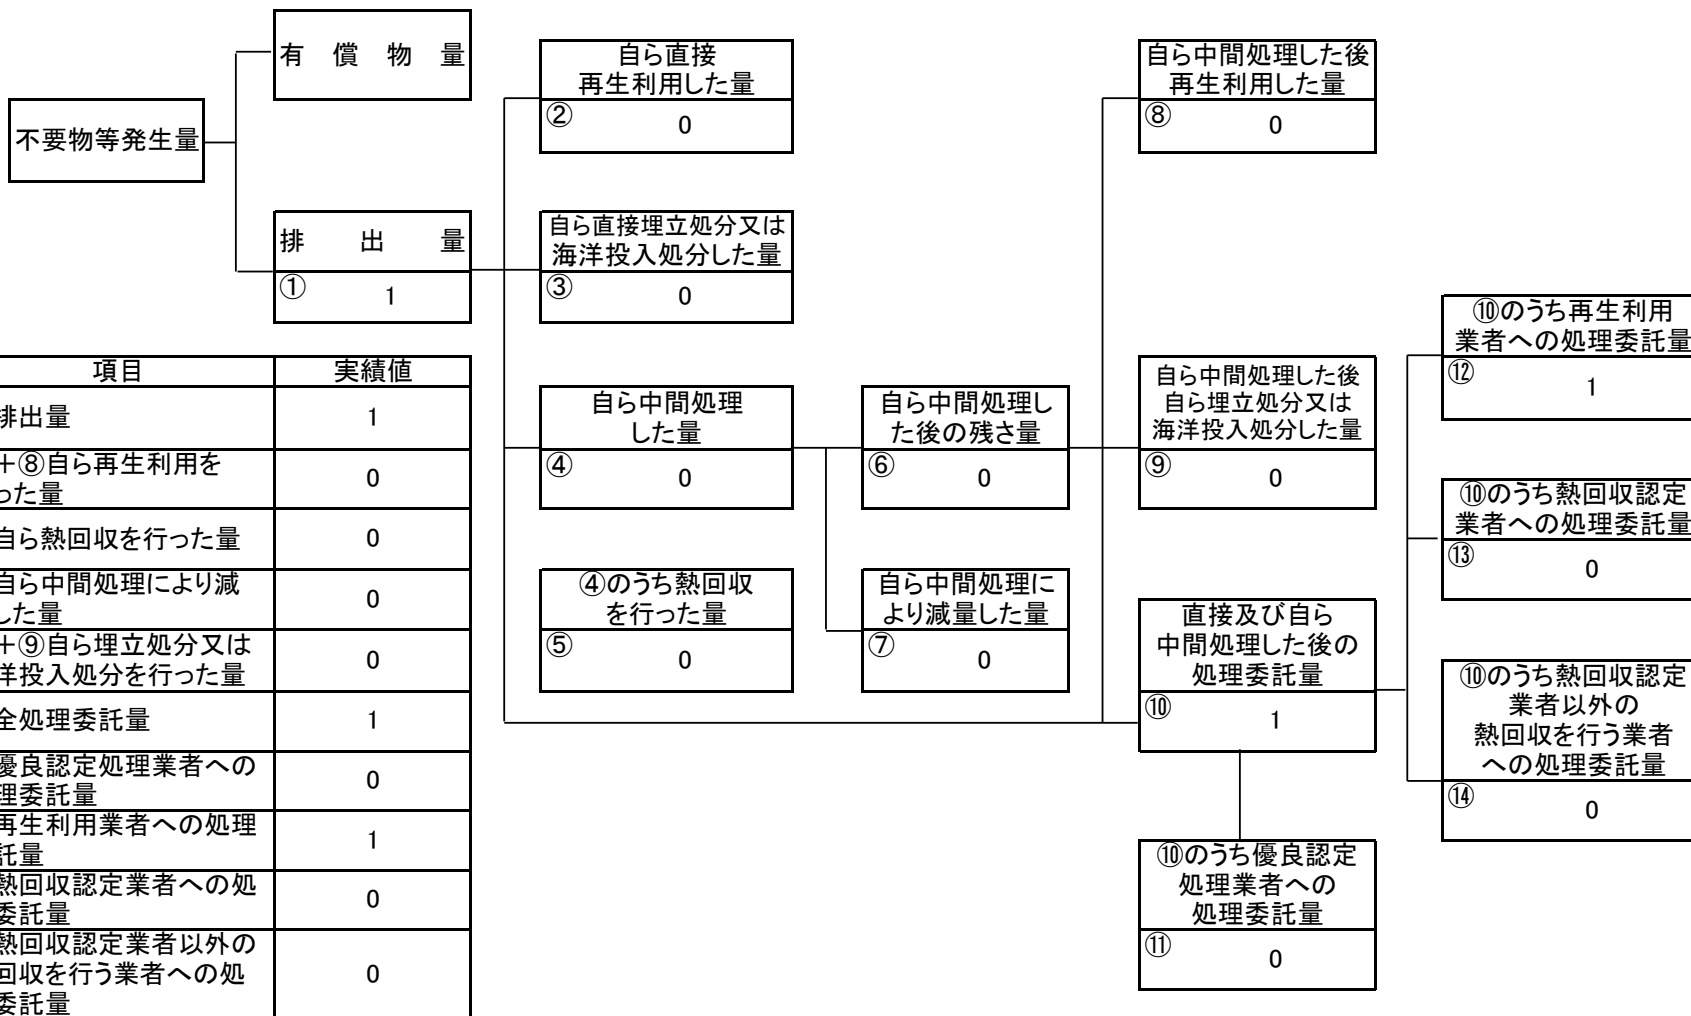 有償物量
不要物等発生量
排出量
①
1
自ら直接
再生利用した量
②
0
自ら直接埋立処分又は
海洋投入処分した量
③
0
自ら中間処理
した量
④
0
④のうち熱回収
を行った量
⑤
0
自ら中間処理し
た後の残さ量
⑥
0
自ら中間処理に
より減量した量
⑦
0
自ら中間処理した後
再生利用した量
⑧
0
自ら中間処理した後
自ら埋立処分又は
海洋投入処分した量
⑨
0
直接及び自ら
中間処理した後の
処理委託量
⑩
1
⑩のうち優良認定
処理業者への
処理委託量
⑪
0
⑩のうち再生利用
業者への処理委託量
⑫
1
⑩のうち熱回収認定
業者への処理委託量
⑬
0
⑩のうち熱回収認定
業者以外の
熱回収を行う業者
への処理委託量
⑭
0
項目 実績値
排出量 1
+⑧自ら再生利用を
った量 0
自ら熱回収を行った量 0
自ら中間処理により減
した量 0
+⑨自ら埋立処分又は
洋投入処分を行った量 0
全処理委託量 1
優良認定処理業者への
理委託量 0
再生利用業者への処理
託量 1
熱回収認定業者への処
委託量 0
熱回収認定業者以外の
回収を行う業者への処
委託量 0